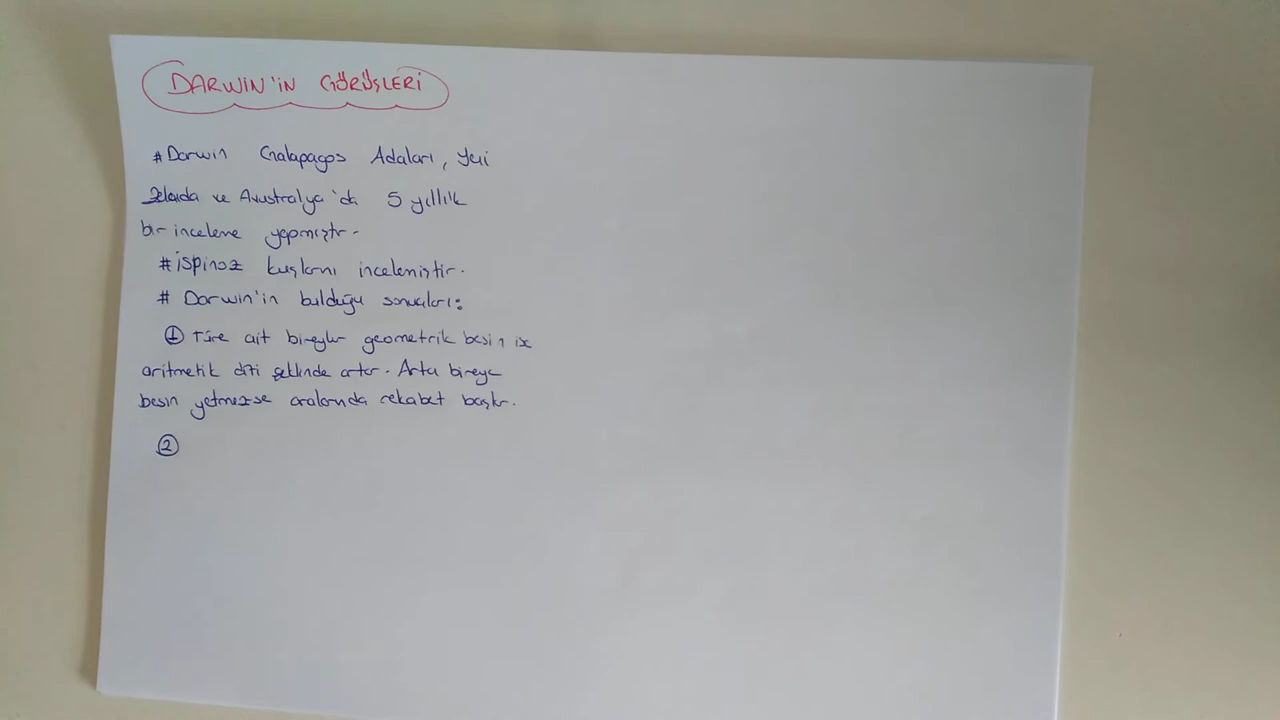 DARWIN'iN GÖRÜŞLERİ
# Darwin Galapagos Adaları, Yeni
Zelanda ve Avustralya'da 5 yıllık
bir inceleme yapmıştır.
# İspinoz kuşlarını incelemiştir.
# Darwin'in bulduğu sonuçları:
① Türe ait bireyler geometrik besin ise
aritmetik dizi şeklinde artar. Artan bireye
besin yetmezse aralarında rekabet başlar.
②